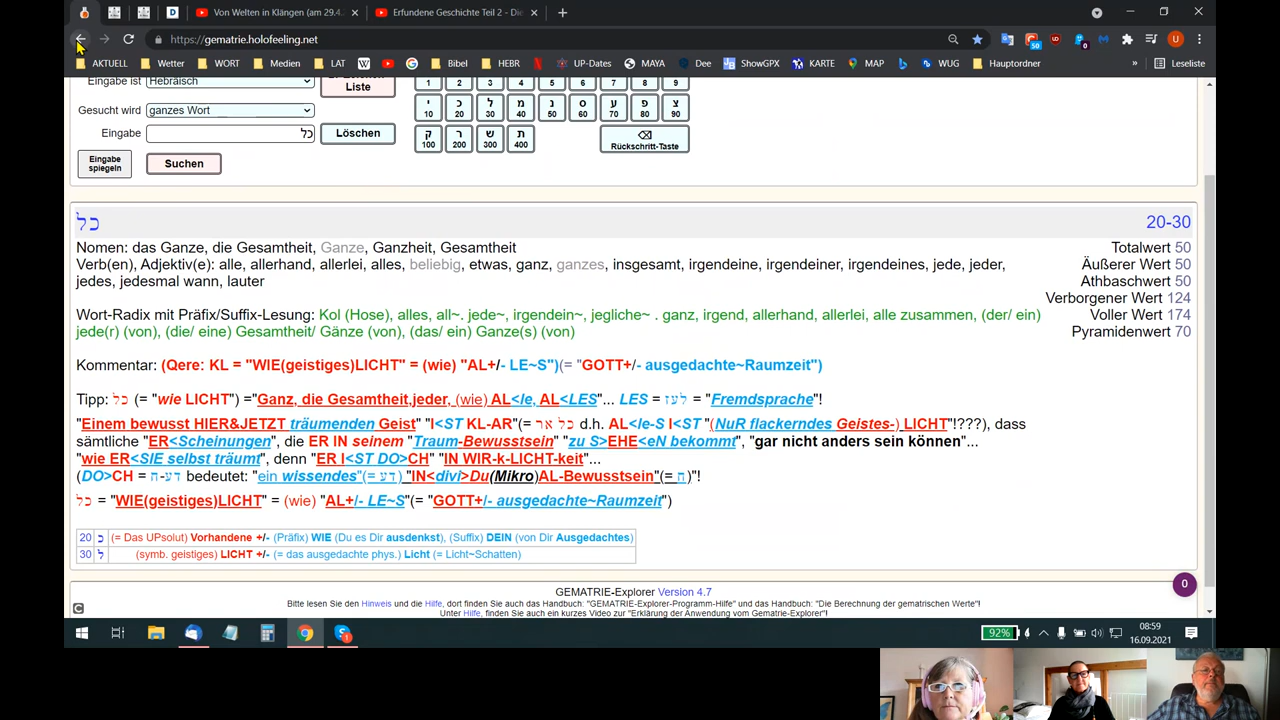 Von Welten in Klängen (am 29.4.
Erfundene Geschichte Teil 2 - Die
https://gematrie.holofeeling.net
50
0
U
AKTUELL
Wetter
WORT
Medien
LAT
Bibel
HEBR
UP-Dates
MAYA
Dee
ShowGPX
KARTE
MAP
WUG
Hauptordner
»
Leseliste
Eingabe ist
Hebräisch
Liste
1 2 3 4 5 6 7 8 9
Gesucht wird
ganzes Wort
י כ ל מ נ ס ע פ צ
10 20 30 40 50 60 70 80 90
Eingabe
כל
Löschen
ק ר ש ת
100 200 300 400
Rückschritt-Taste
Eingabe
spiegeln
Suchen
כל
20-30
Nomen: das Ganze, die Gesamtheit, Ganze, Ganzheit, Gesamtheit
Totalwert 50
Verb(en), Adjektiv(e): alle, allerhand, allerlei, alles, beliebig, etwas, ganz, ganzes, insgesamt, irgendeine, irgendeiner, irgendeines, jede, jeder,
Äußerer Wert 50
jedes, jedesmal wann, lauter
Athbaschwert 50
Verborgener Wert 124
Wort-Radix mit Präfix/Suffix-Lesung: Kol (Hose), alles, all~. jede~, irgendein~, jegliche~ . ganz, irgend, allerhand, allerlei, alle zusammen, (der/ ein)
Voller Wert 174
jede(r) (von), (die/ eine) Gesamtheit/ Gänze (von), (das/ ein) Ganze(s) (von)
Pyramidenwert 70
Kommentar: (Qere: KL = "WIE(geistiges)LICHT" = (wie) "AL+/- LE~S")(= "GOTT+/- ausgedachte~Raumzeit")
Tipp: כל (= "wie LICHT") ="Ganz, die Gesamtheit,jeder, (wie) AL<le, AL<LES"... LES = לעז = "Fremdsprache"!
"Einem bewusst HIER&JETZT träumenden Geist" "I<ST KL-AR"(= כל אר d.h. AL</le-S I<ST "(NuR flackerndes Geistes-) LICHT"!???), dass
sämtliche "ER<Scheinungen", die ER IN seinem "Traum-Bewusstsein" "zu S>EHE<eN bekommt", "gar nicht anders sein können"...
"wie ER<SIE selbst träumt", denn "ER I<ST DO>CH" "IN WIR-k-LICHT-keit"...
(DO>CH = דע-ח bedeutet: "ein wissendes"(= דע) "IN<divi>Du(Mikro)AL-Bewusstsein"(= ח)"!
כל = "WIE(geistiges)LICHT" = (wie) "AL+/- LE~S"(= "GOTT+/- ausgedachte~Raumzeit")
20 כ (= Das UPsolut) Vorhandene +/- (Präfix) WIE (Du es Dir ausdenkst), (Suffix) DEIN (von Dir Ausgedachtes)
30 ל (symb. geistiges) LICHT +/- (= das ausgedachte phys.) Licht (= Licht~Schatten)
0
GEMATRIE-Explorer Version 4.7
Bitte lesen Sie den Hinweis und die Hilfe, dort finden Sie auch das Handbuch: "GEMATRIE-Explorer-Programm-Hilfe" und das Handbuch: "Die Berechnung der gematrischen Werte"!
Unter Hilfe, finden Sie auch ein kurzes Video zur "Erklärung der Anwendung vom Gematrie-Explorer"!
92%
08:59
16.09.2021